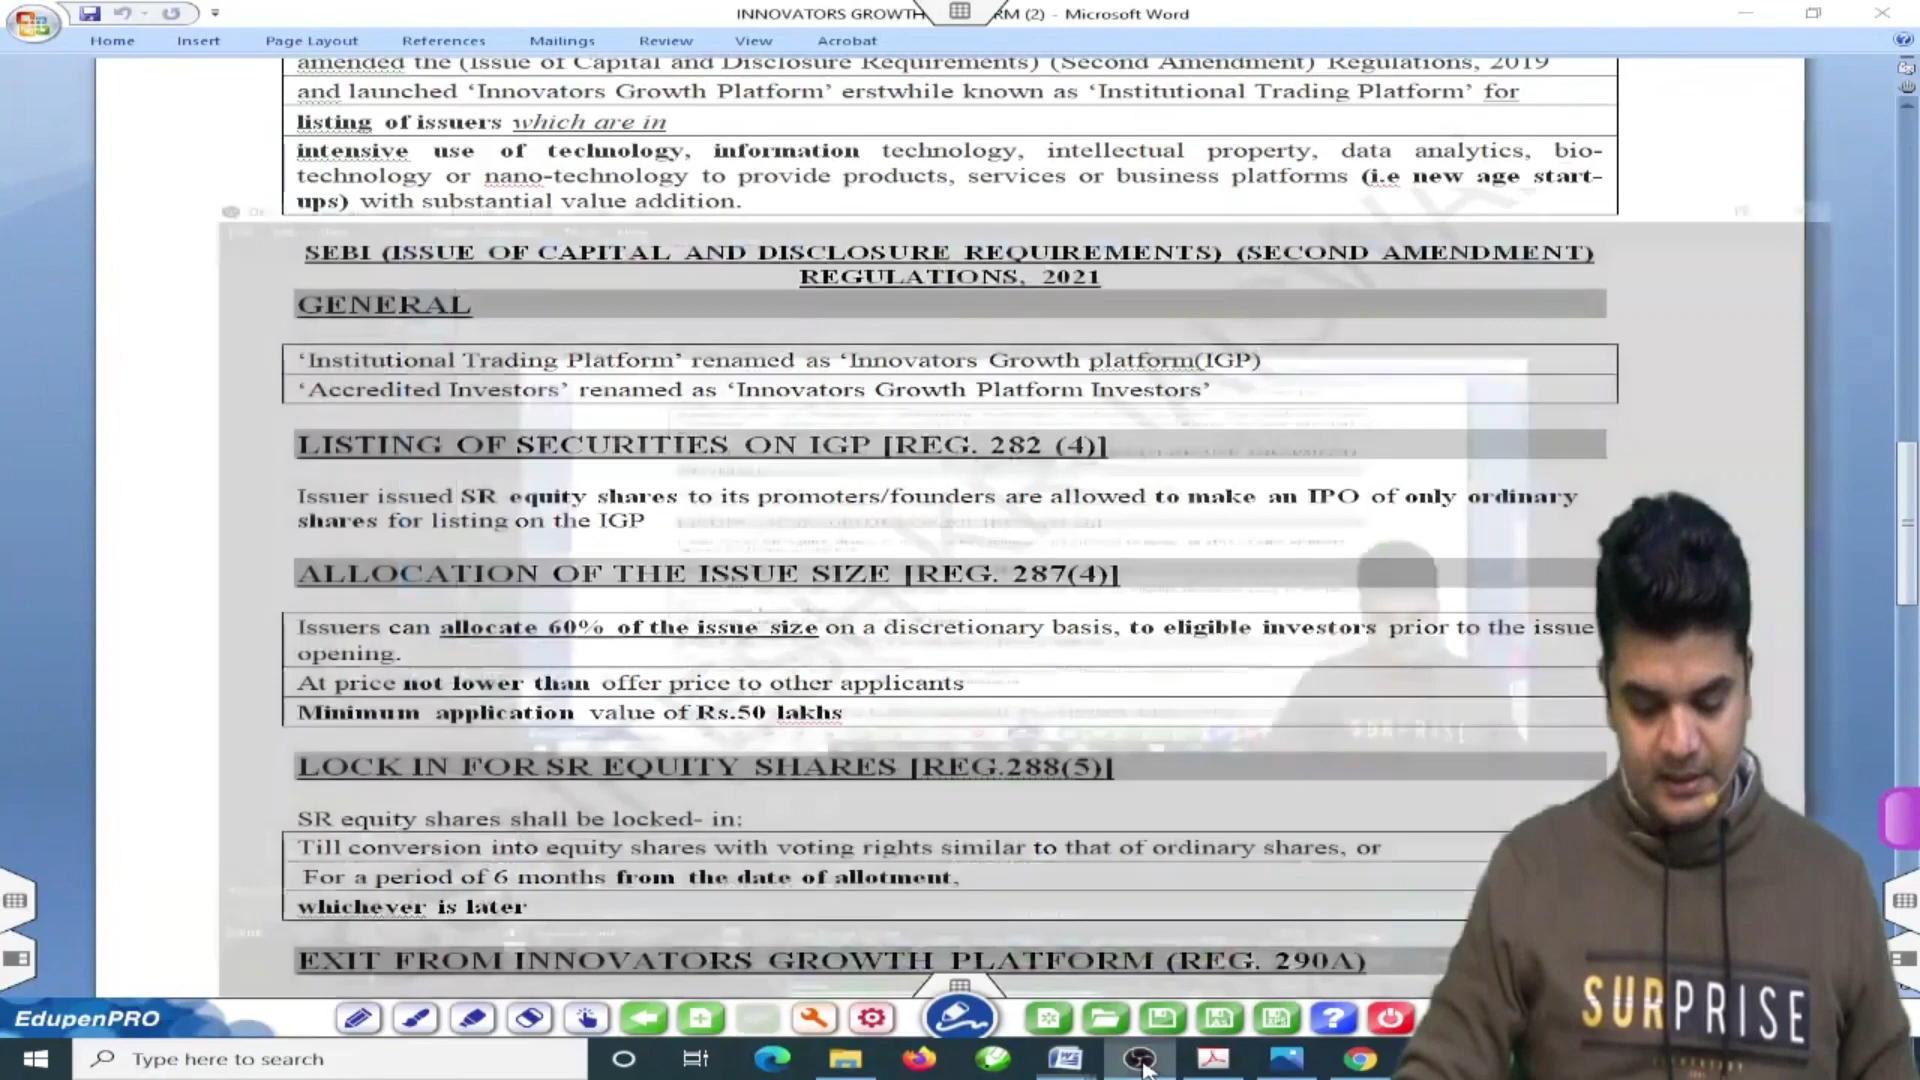 INNOVATORS GROWTH RM (2) - Microsoft Word
Home Insert Page Layout References Mailings Review View Acrobat
amended the (Issue of Capital and Disclosure Requirements) (Second Amendment) Regulations, 2019
and launched ‘Innovators Growth Platform’ erstwhile known as ‘Institutional Trading Platform’ for
listing of issuers which are in
intensive use of technology, information technology, intellectual property, data analytics, bio-
technology or nano-technology to provide products, services or business platforms (i.e new age start-
ups) with substantial value addition.
SEBI (ISSUE OF CAPITAL AND DISCLOSURE REQUIREMENTS) (SECOND AMENDMENT)
REGULATIONS, 2021
GENERAL
‘Institutional Trading Platform’ renamed as ‘Innovators Growth platform(IGP)
‘Accredited Investors’ renamed as ‘Innovators Growth Platform Investors’
LISTING OF SECURITIES ON IGP [REG. 282 (4)]
Issuer issued SR equity shares to its promoters/founders are allowed to make an IPO of only ordinary
shares for listing on the IGP
ALLOCATION OF THE ISSUE SIZE [REG. 287(4)]
Issuers can allocate 60% of the issue size on a discretionary basis, to eligible investors prior to the issue
opening.
At price not lower than offer price to other applicants
Minimum application value of Rs.50 lakhs
LOCK IN FOR SR EQUITY SHARES [REG.288(5)]
SR equity shares shall be locked- in:
Till conversion into equity shares with voting rights similar to that of ordinary shares, or
For a period of 6 months from the date of allotment,
whichever is later
EXIT FROM INNOVATORS GROWTH PLATFORM (REG. 290A)
SURPRISE
EdupenPRO
Type here to search